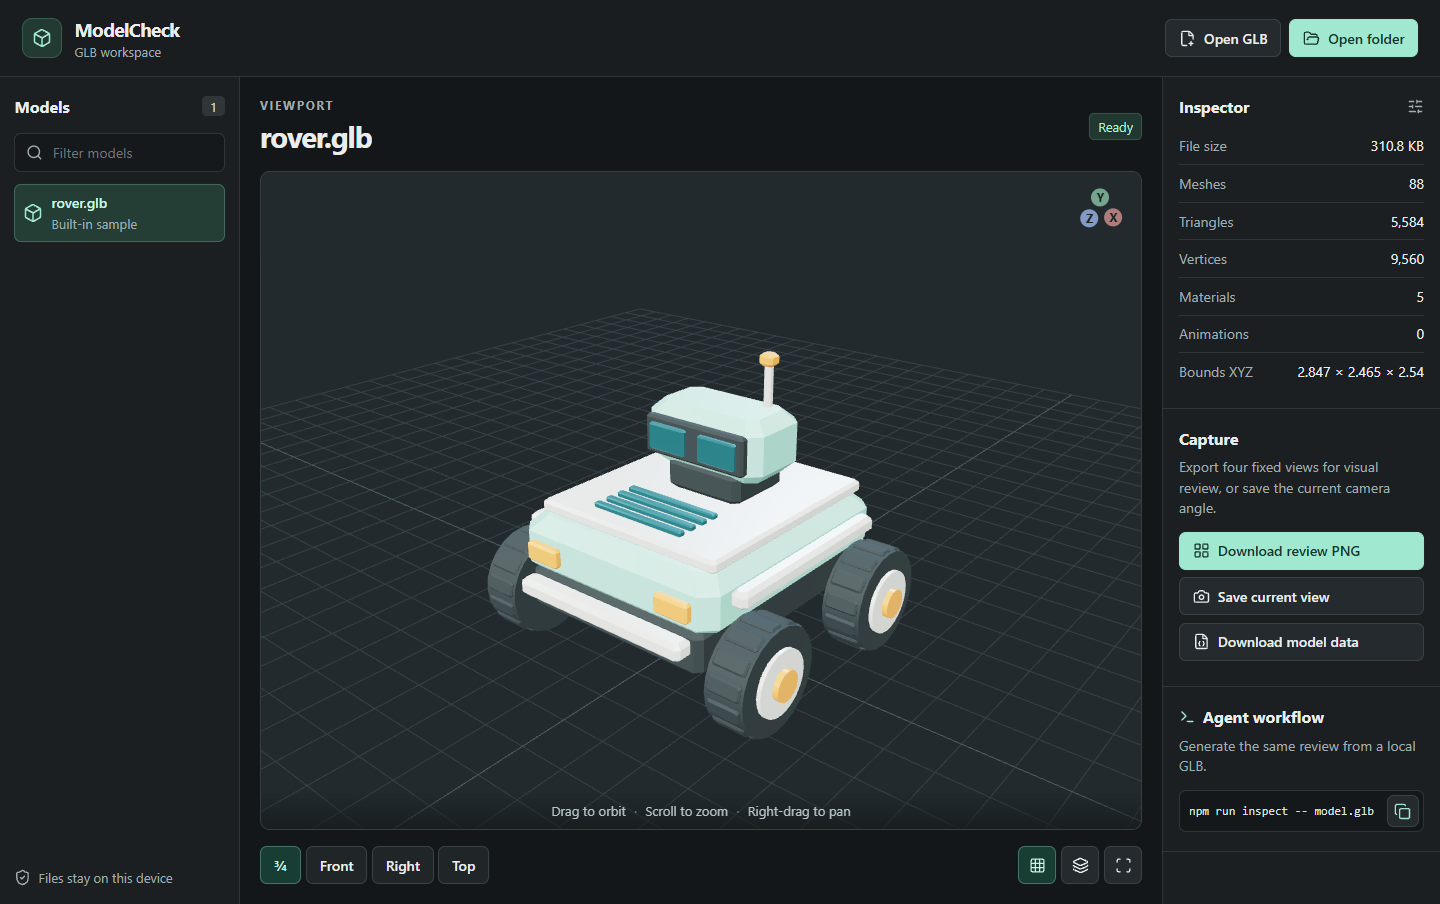 ModelCheck
GLB workspace
Open GLB
Open folder
Models
1
Filter models
rover.glb
Built-in sample
Files stay on this device
VIEWPORT
rover.glb
Ready
Y
Z
X
Drag to orbit · Scroll to zoom · Right-drag to pan
¾
Front
Right
Top
Inspector
File size 310.8 KB
Meshes 88
Triangles 5,584
Vertices 9,560
Materials 5
Animations 0
Bounds XYZ 2.847 × 2.465 × 2.54
Capture
Export four fixed views for visual
review, or save the current camera
angle.
Download review PNG
Save current view
Download model data
Agent workflow
Generate the same review from a local
GLB.
npm run inspect -- model.glb